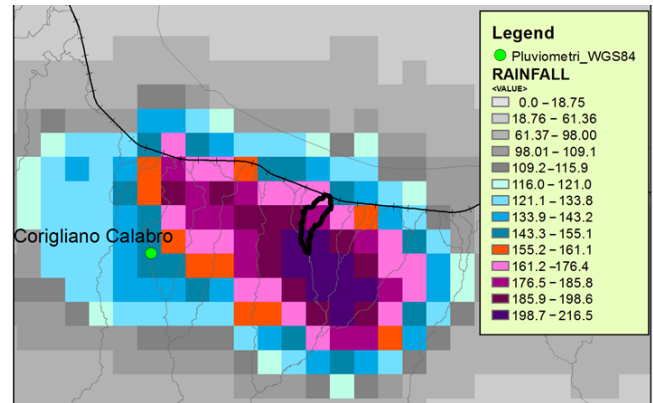 Legend
Pluviometri_WGS84
RAINFALL
<VALUE>
0.0 – 18.75
18.76 – 61.36
61.37 – 98.00
98.01 – 109.1
109.2 – 115.9
116.0 – 121.0
121.1 – 133.8
133.9 – 143.2
143.3 – 155.1
155.2 – 161.1
161.2 – 176.4
176.5 – 185.8
185.9 – 198.6
198.7 – 216.5
Corigliano Calabro